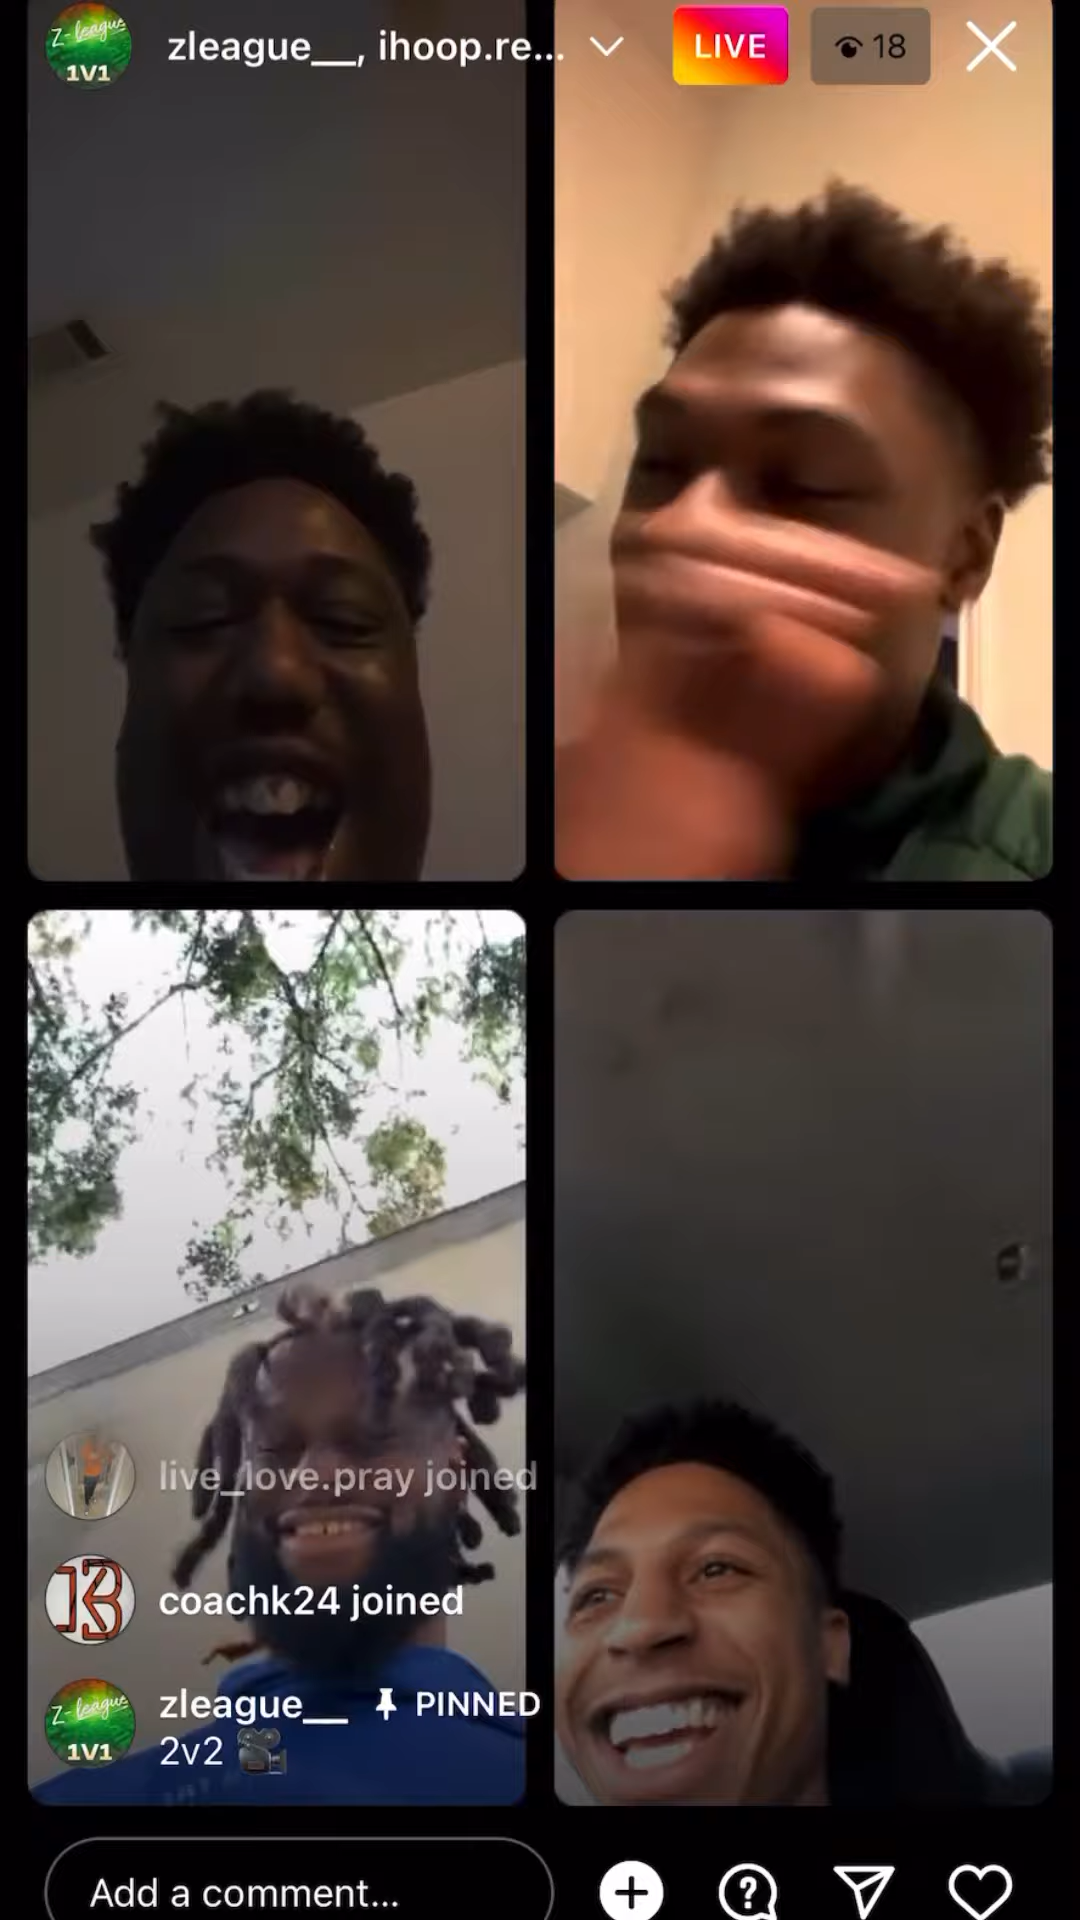 Z-league
1V1
zleague__, ihoop.re...
LIVE
18
live_love.pray joined
coachk24 joined
Z-league
1V1
zleague__ PINNED
2v2
Add a comment...